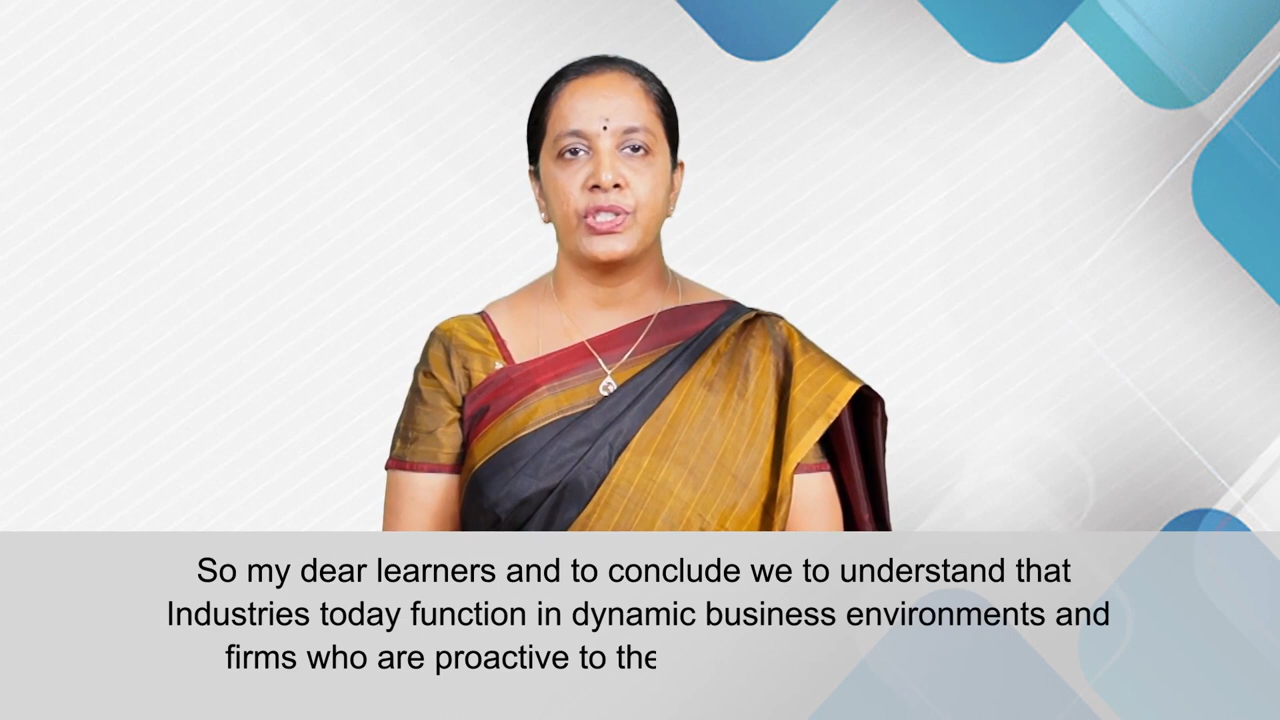 So my dear learners and to conclude we to understand that
Industries today function in dynamic business environments and
firms who are proactive to the